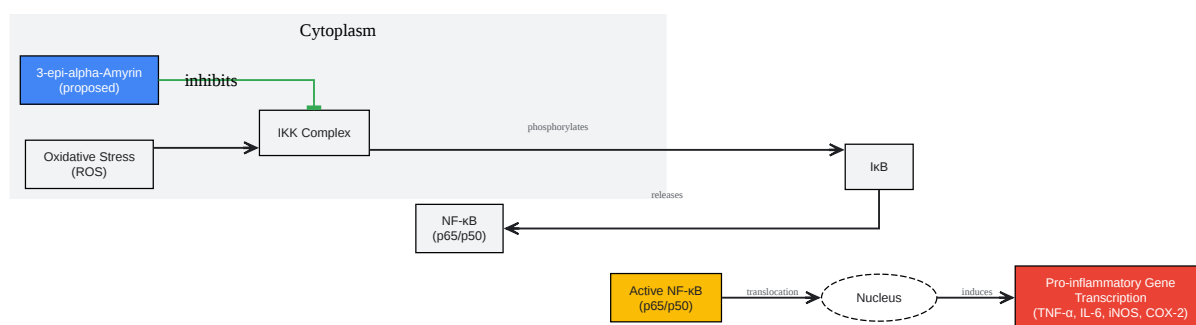 Cytoplasm
3-epi-alpha-Amyrin
(proposed)
inhibits
IKK Complex
phosphorylates
Oxidative Stress
(ROS)
IκB
releases
NF-κB
(p65/p50)
Active NF-κB
(p65/p50)
translocation
Nucleus
induces
Pro-inflammatory Gene
Transcription
(TNF-α, IL-6, iNOS, COX-2)